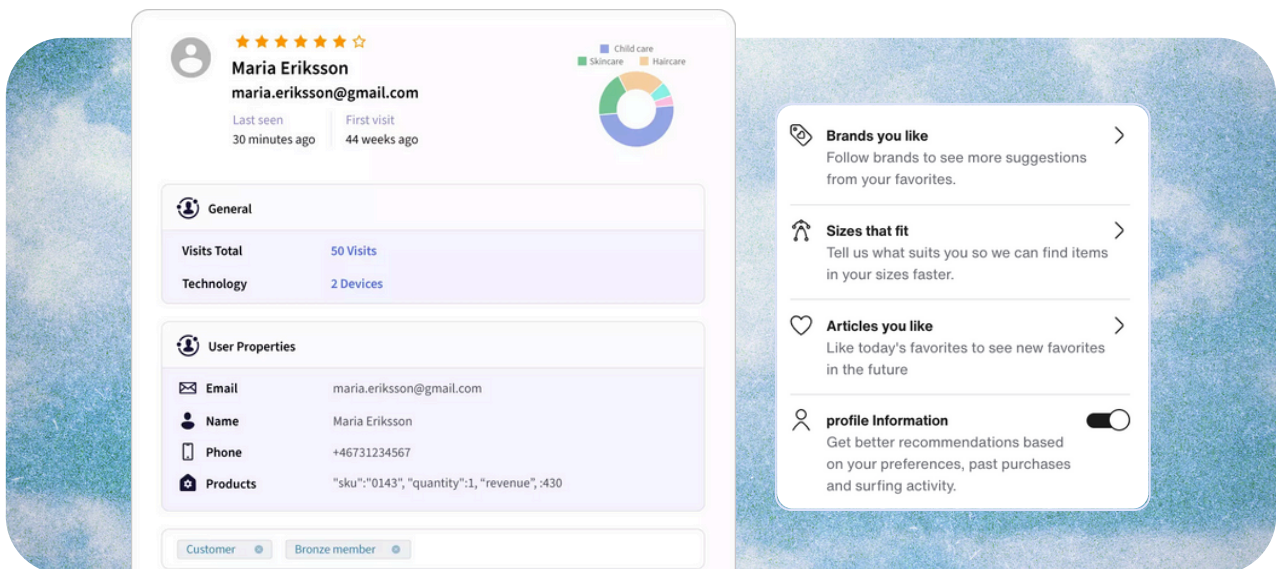 Maria Eriksson
maria.eriksson@gmail.com
Last seen
First visit
30 minutes ago
44 weeks ago
Child care
Skincare
Haircare
General
Visits Total
50 Visits
Technology
2 Devices
User Properties
Email
maria.eriksson@gmail.com
Name
Maria Eriksson
Phone
+46731234567
Products
"sku":"0143", "quantity":1, “revenue”, :430
Customer
Bronze member
Brands you like
Follow brands to see more suggestions
from your favorites.
Sizes that fit
Tell us what suits you so we can find items
in your sizes faster.
Articles you like
Like today's favorites to see new favorites
in the future
profile Information
Get better recommendations based
on your preferences, past purchases
and surfing activity.